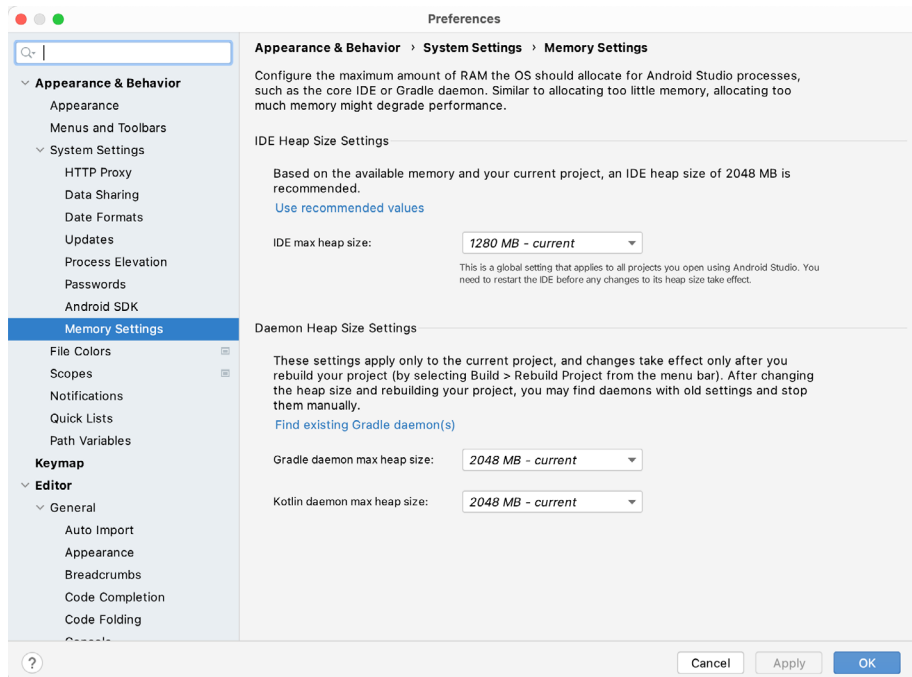 Preferences
Appearance & Behavior
Appearance
Menus and Toolbars
System Settings
HTTP Proxy
Data Sharing
Date Formats
Updates
Process Elevation
Passwords
Android SDK
Memory Settings
File Colors
Scopes
Notifications
Quick Lists
Path Variables
Keymap
Editor
General
Auto Import
Appearance
Breadcrumbs
Code Completion
Code Folding
Appearance & Behavior › System Settings › Memory Settings
Configure the maximum amount of RAM the OS should allocate for Android Studio processes,
such as the core IDE or Gradle daemon. Similar to allocating too little memory, allocating too
much memory might degrade performance.
IDE Heap Size Settings
Based on the available memory and your current project, an IDE heap size of 2048 MB is
recommended.
Use recommended values
IDE max heap size: 1280 MB - current
This is a global setting that applies to all projects you open using Android Studio. You
need to restart the IDE before any changes to its heap size take effect.
Daemon Heap Size Settings
These settings apply only to the current project, and changes take effect only after you
rebuild your project (by selecting Build > Rebuild Project from the menu bar). After changing
the heap size and rebuilding your project, you may find daemons with old settings and stop
them manually.
Find existing Gradle daemon(s)
Gradle daemon max heap size: 2048 MB - current
Kotlin daemon max heap size: 2048 MB - current
? Cancel Apply OK